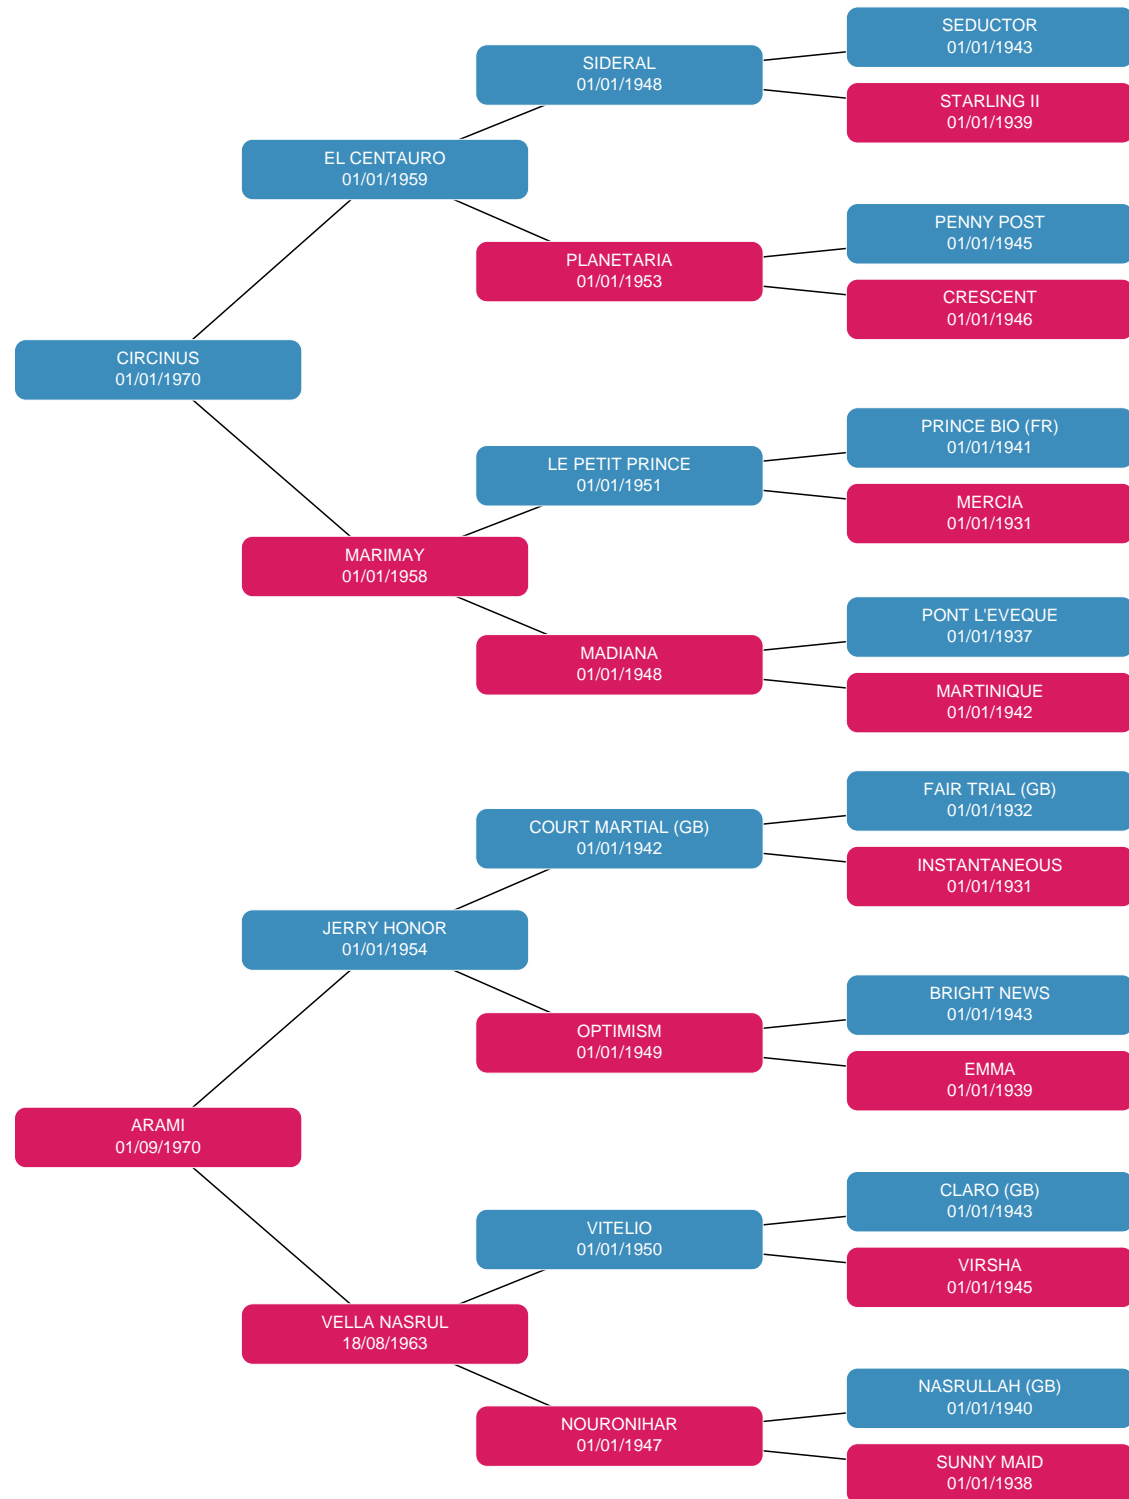 SEDUCTOR
01/01/1943
SIDERAL
01/01/1948
STARLING II
01/01/1939
EL CENTAURO
01/01/1959
PENNY POST
01/01/1945
PLANETARIA
01/01/1953
CRESCENT
01/01/1946
CIRCINUS
01/01/1970
PRINCE BIO (FR)
01/01/1941
LE PETIT PRINCE
01/01/1951
MERCIA
01/01/1931
MARIMAY
01/01/1958
PONT L'EVEQUE
01/01/1937
MADIANA
01/01/1948
MARTINIQUE
01/01/1942
FAIR TRIAL (GB)
01/01/1932
COURT MARTIAL (GB)
01/01/1942
INSTANTANEOUS
01/01/1931
JERRY HONOR
01/01/1954
BRIGHT NEWS
01/01/1943
OPTIMISM
01/01/1949
EMMA
01/01/1939
ARAMI
01/09/1970
CLARO (GB)
01/01/1943
VITELIO
01/01/1950
VIRSHA
01/01/1945
VELLA NASRUL
18/08/1963
NASRULLAH (GB)
01/01/1940
NOURONIHAR
01/01/1947
SUNNY MAID
01/01/1938